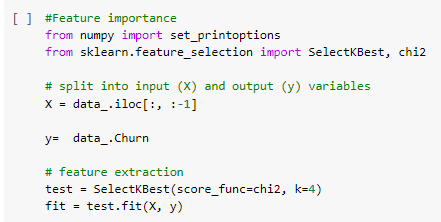 [ ] #Feature importance
from numpy import set_printoptions
from sklearn.feature_selection import SelectKBest, chi2
# split into input (X) and output (y) variables
X = data_.iloc[:, :-1]
y=  data_.Churn
# feature extraction
test = SelectKBest(score_func=chi2, k=4)
fit = test.fit(X, y)